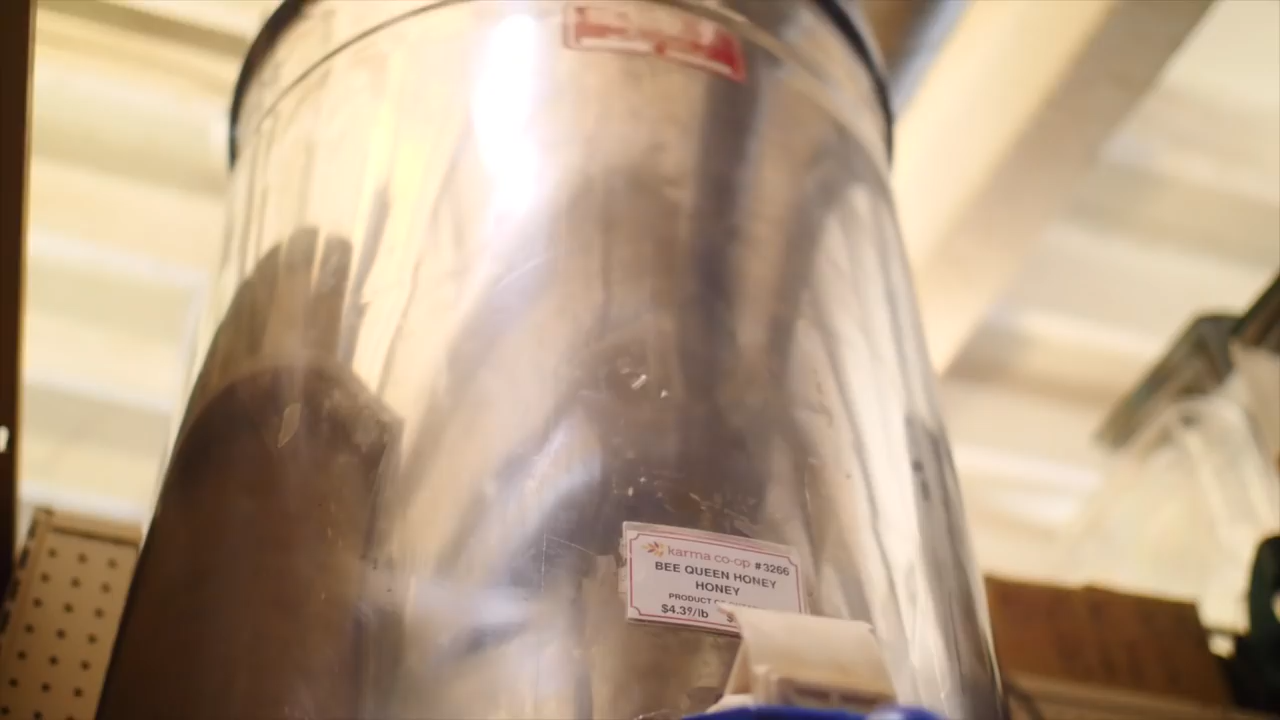 karma co-op #3266
BEE QUEEN HONEY
HONEY
PRODUCT
$4.39/lb $